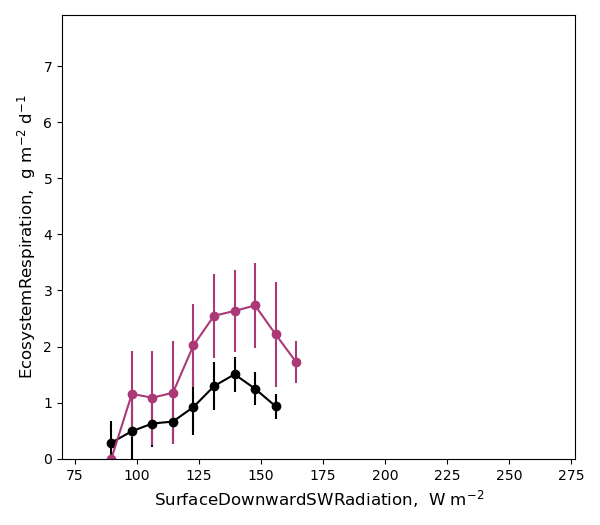 7
6
5
4
3
2
1
0
EcosystemRespiration, g m⁻² d⁻¹
75 100 125 150 175 200 225 250 275
SurfaceDownwardSWRadiation, W m⁻²